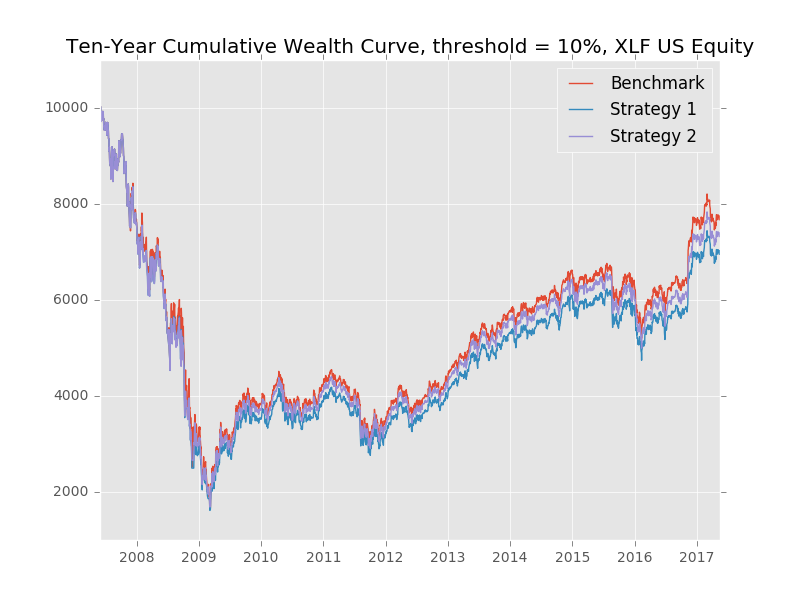 Ten-Year Cumulative Wealth Curve, threshold = 10%, XLF US Equity
Benchmark
Strategy 1
Strategy 2
10000
8000
6000
4000
2000
2008 2009 2010 2011 2012 2013 2014 2015 2016 2017